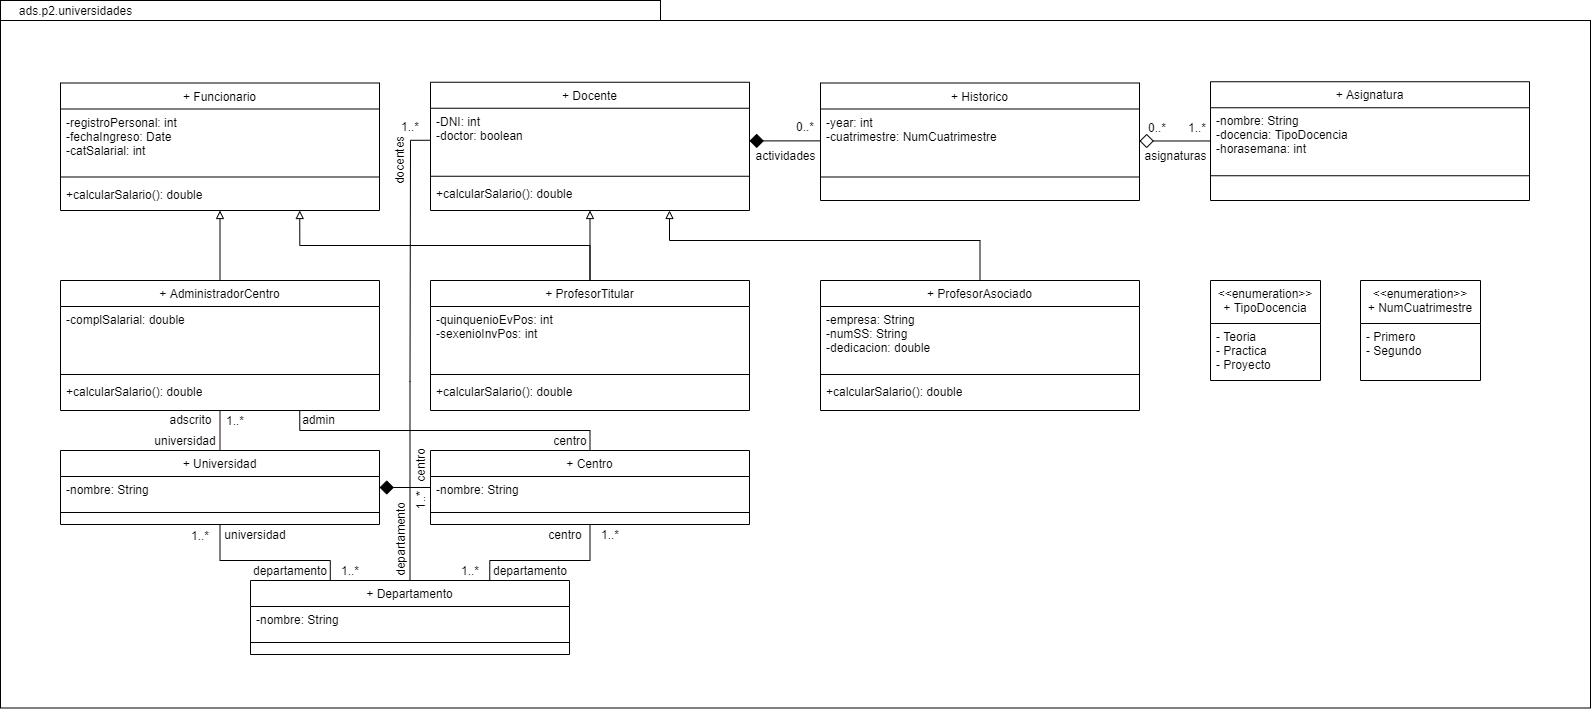 ads.p2.universidades
+ Funcionario
-registroPersonal: int
-fechaIngreso: Date
-catSalarial: int
+calcularSalario(): double
+ Docente
-DNI: int
-doctor: boolean
+calcularSalario(): double
1..*
docentes
0..*
actividades
+ Historico
-year: int
-cuatrimestre: NumCuatrimestre
0..*
1..*
asignaturas
+ Asignatura
-nombre: String
-docencia: TipoDocencia
-horasemana: int
+ AdministradorCentro
-complSalarial: double
+calcularSalario(): double
+ ProfesorTitular
-quinquenioEvPos: int
-sexenioInvPos: int
+calcularSalario(): double
+ ProfesorAsociado
-empresa: String
-numSS: String
-dedicacion: double
+calcularSalario(): double
<<enumeration>>
+ TipoDocencia
- Teoria
- Practica
- Proyecto
<<enumeration>>
+ NumCuatrimestre
- Primero
- Segundo
adscrito
1..*
admin
universidad
centro
+ Universidad
-nombre: String
centro
1..*
+ Centro
-nombre: String
1..*
universidad
departamento
centro
1..*
departamento
1..*
1..*
departamento
+ Departamento
-nombre: String